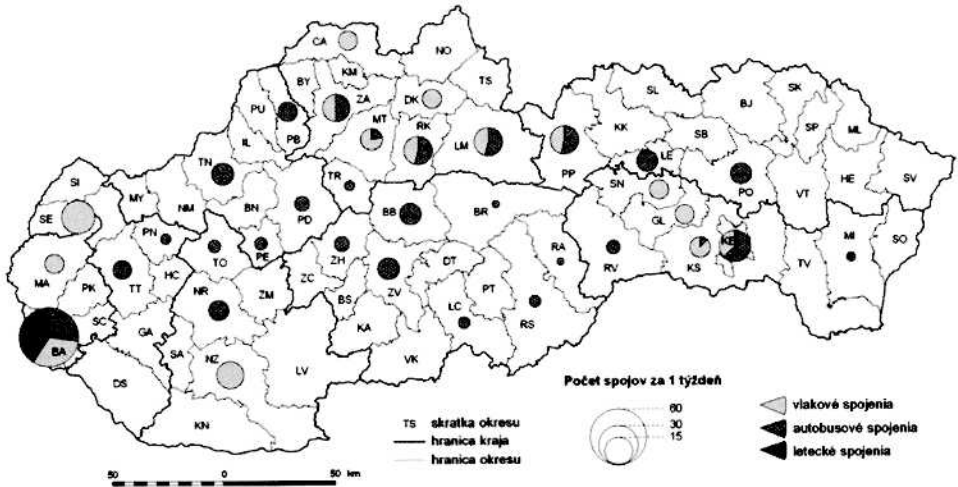 CA
NO
BY
KM
TS
ZA
DK
PU
PB
MT
RK
LM
IL
PP
KK
SL
SB
BJ
SK
SP
ML
HE
SV
LE
PO
VT
TN
TR
SI
MY
NM
BN
PD
BB
BR
SN
GL
SE
PN
TO
PE
ZH
RA
RV
KS
KE
TV
MI
SO
MA
PK
TT
HC
NR
ZM
ZC
BS
ZV
DT
PT
LC
RS
KA
SC
GA
BA
SA
NZ
LV
VK
DS
KN
Počet spojov za 1 týždeň
60
30
15
TS skratka okresu
hranica kraja
hranica okresu
vlakové spojenia
autobusové spojenia
letecké spojenia
50 0 50 km